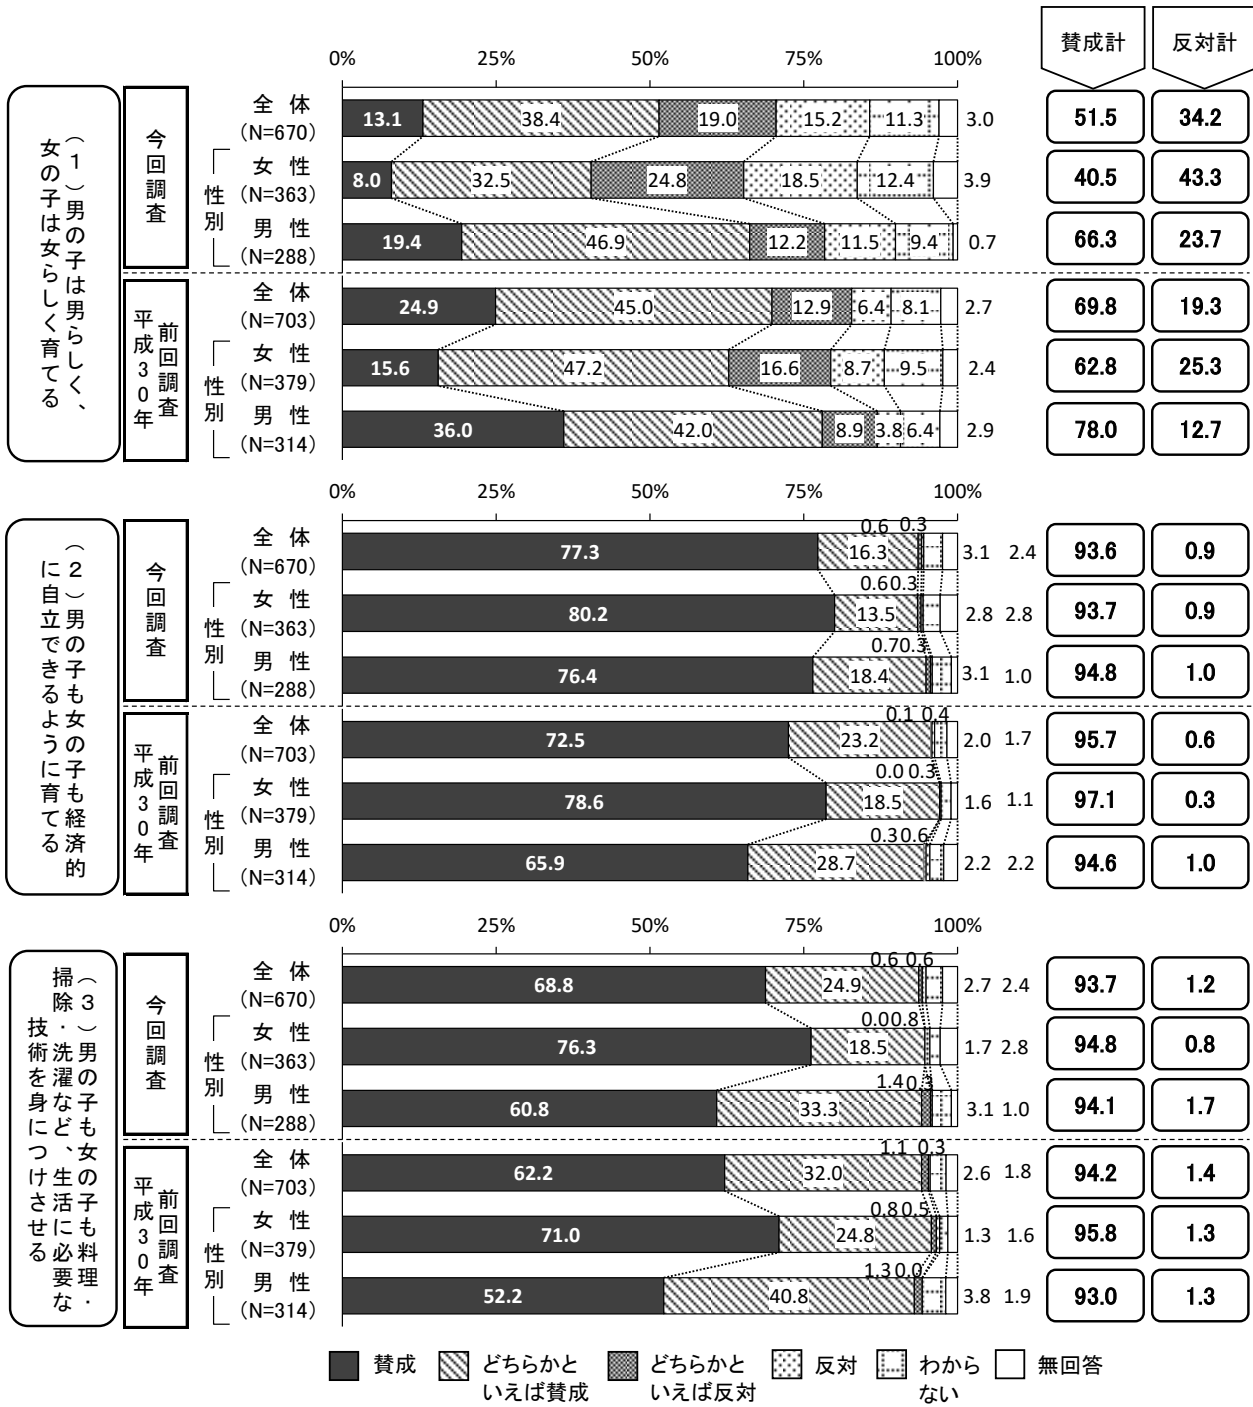 賛成計 反対計
0% 25% 50% 75% 100%
(1)男の子は男らしく、
女の子は女らしく育てる
今回調査
全 体
(N=670)
13.1 38.4 19.0 15.2 11.3 3.0 51.5 34.2
性別
女 性
(N=363)
8.0 32.5 24.8 18.5 12.4 3.9 40.5 43.3
男 性
(N=288)
19.4 46.9 12.2 11.5 9.4 0.7 66.3 23.7
前回調査
平成30年
全 体
(N=703)
24.9 45.0 12.9 6.4 8.1 2.7 69.8 19.3
性別
女 性
(N=379)
15.6 47.2 16.6 8.7 9.5 2.4 62.8 25.3
男 性
(N=314)
36.0 42.0 8.9 3.8 6.4 2.9 78.0 12.7
0% 25% 50% 75% 100%
(2)男の子も女の子も経済的
に自立できるように育てる
今回調査
全 体
(N=670)
77.3 16.3 0.6 0.3 3.1 2.4 93.6 0.9
性別
女 性
(N=363)
80.2 13.5 0.6 0.3 2.8 2.8 93.7 0.9
男 性
(N=288)
76.4 18.4 0.7 0.3 3.1 1.0 94.8 1.0
前回調査
平成30年
全 体
(N=703)
72.5 23.2 0.1 0.4 2.0 1.7 95.7 0.6
性別
女 性
(N=379)
78.6 18.5 0.0 0.3 1.6 1.1 97.1 0.3
男 性
(N=314)
65.9 28.7 0.3 0.6 2.2 2.2 94.6 1.0
0% 25% 50% 75% 100%
(3)男の子も女の子も料理・
掃除・洗濯など、生活に必要な
技術を身につけさせる
今回調査
全 体
(N=670)
68.8 24.9 0.6 0.6 2.7 2.4 93.7 1.2
性別
女 性
(N=363)
76.3 18.5 0.0 0.8 1.7 2.8 94.8 0.8
男 性
(N=288)
60.8 33.3 1.4 0.3 3.1 1.0 94.1 1.7
前回調査
平成30年
全 体
(N=703)
62.2 32.0 1.1 0.3 2.6 1.8 94.2 1.4
性別
女 性
(N=379)
71.0 24.8 0.8 0.5 1.3 1.6 95.8 1.3
男 性
(N=314)
52.2 40.8 1.3 0.0 3.8 1.9 93.0 1.3
賛成
どちらかと
いえば賛成
どちらかと
いえば反対
反対
わから
ない
無回答